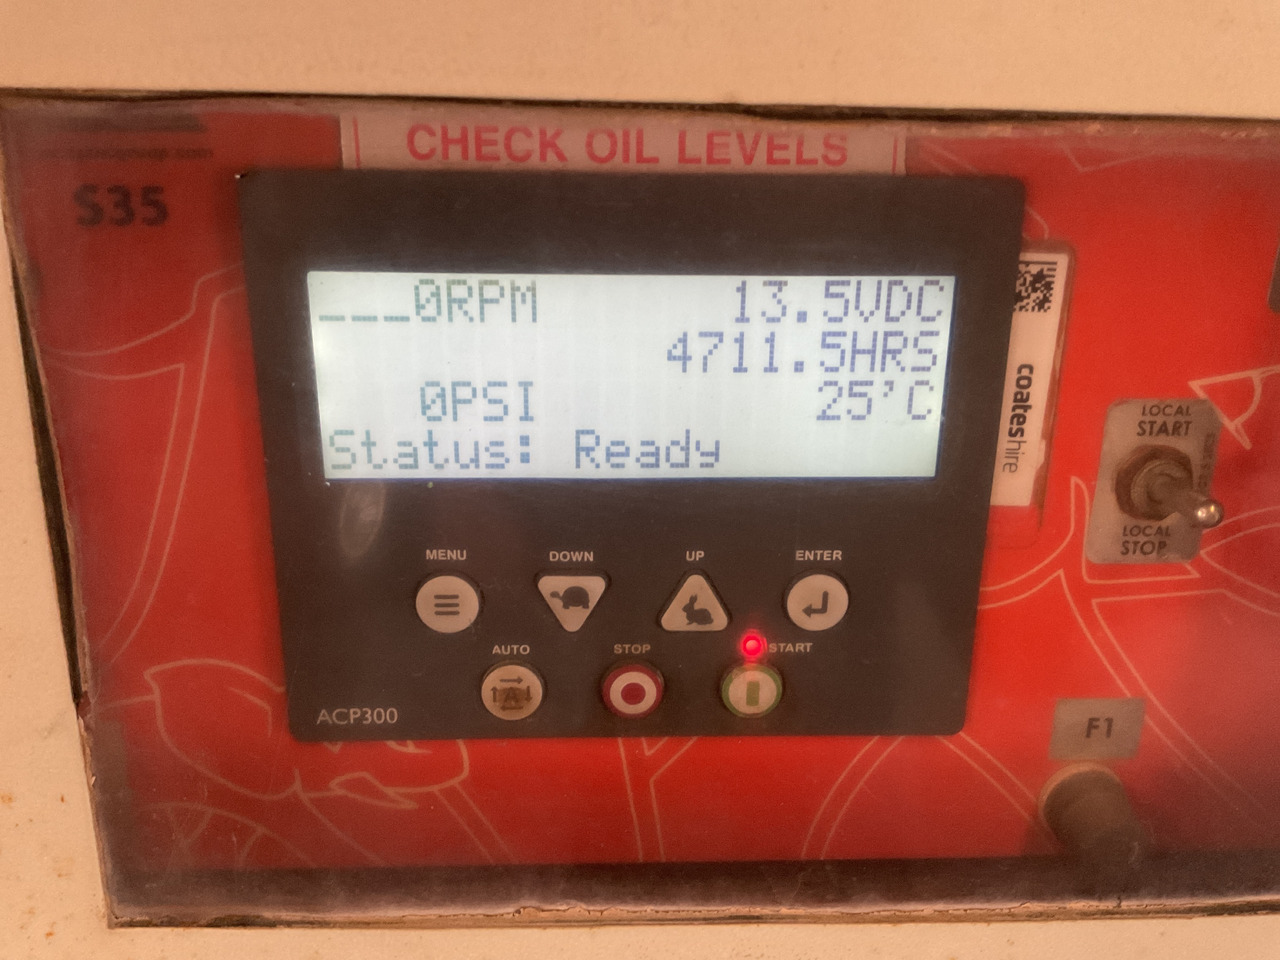 CHECK OIL LEVELS
S35
___0RPM 13.5VDC
4711.5HRS
0PSI 25'C
Status: Ready
coateshire
LOCAL
START
LOCAL
STOP
MENU DOWN UP ENTER
AUTO STOP START
ACP300
F1